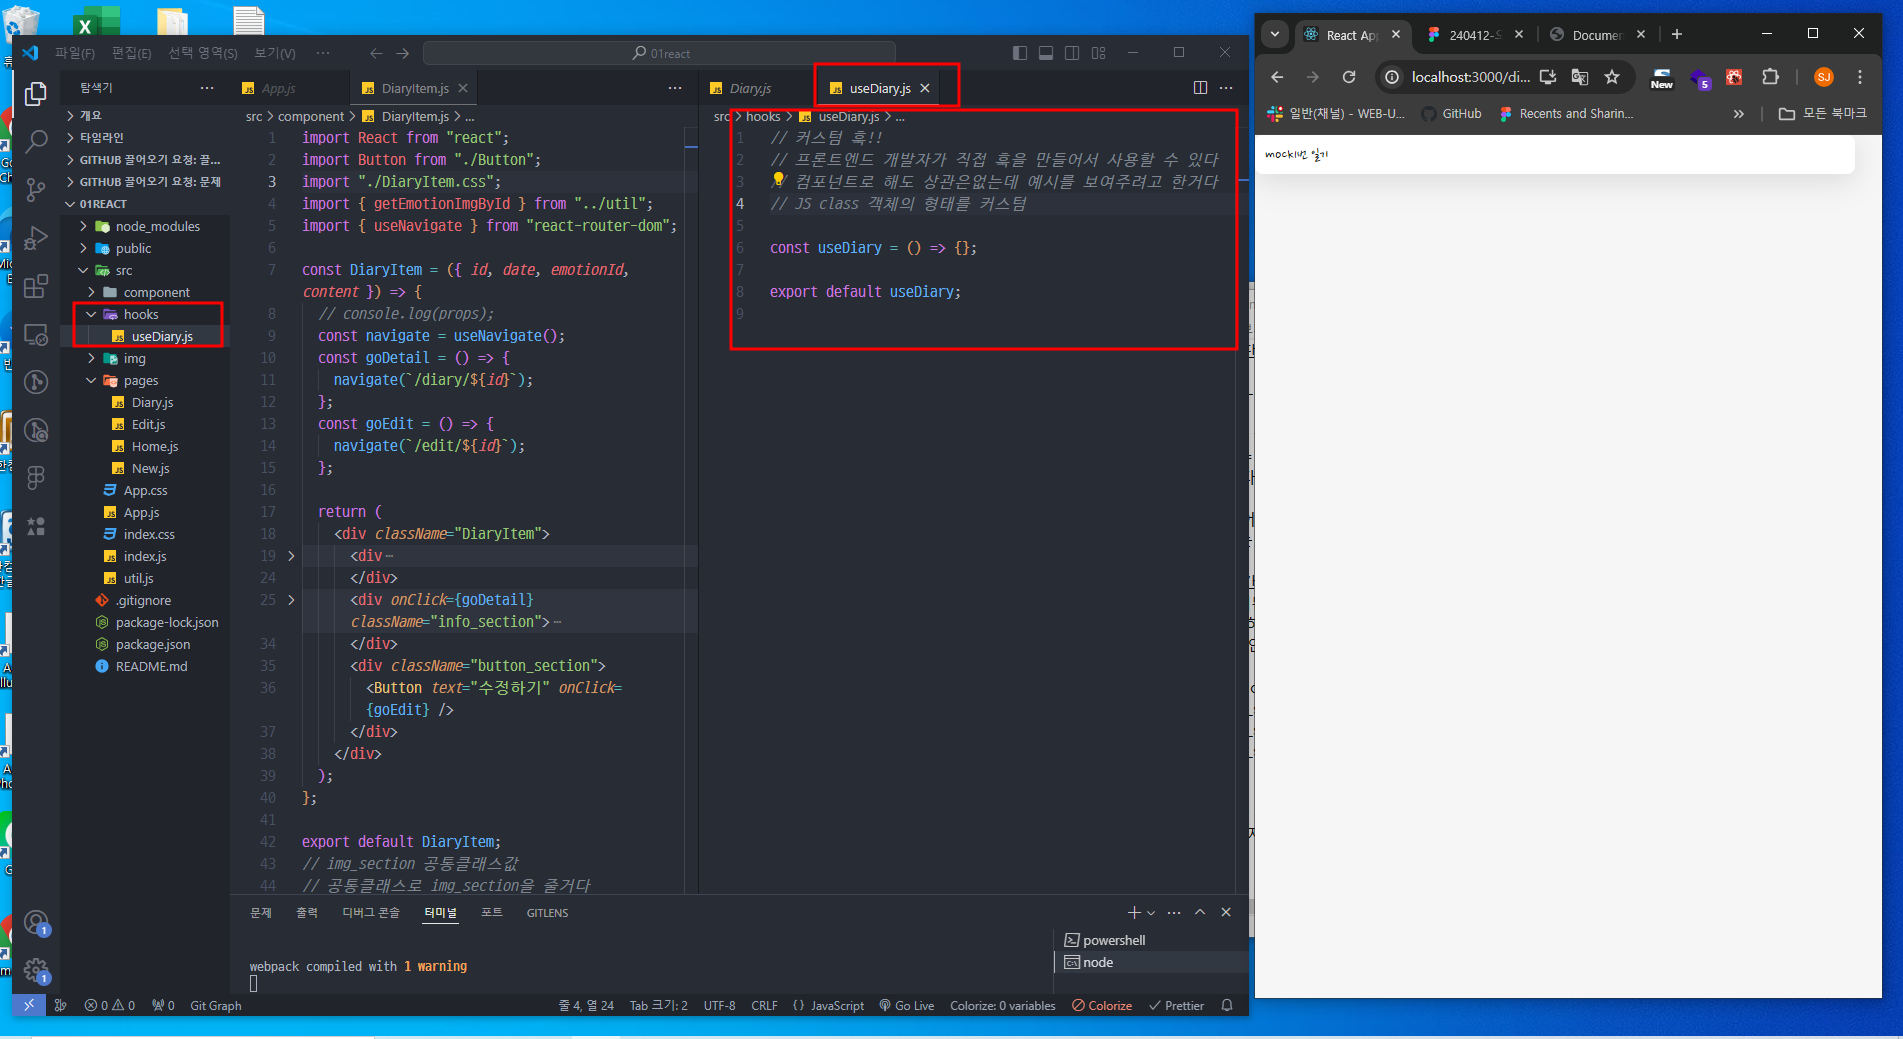 파일(F) 편집(E) 선택 영역(S) 보기(V) ··· 01react
탐색기
개요
타임라인
GITHUB 끌어오기 요청: 끌...
GITHUB 끌어오기 요청: 문제
01REACT
node_modules
public
src
component
hooks
useDiary.js
img
pages
Diary.js
Edit.js
Home.js
New.js
App.css
App.js
index.css
index.js
util.js
.gitignore
package-lock.json
package.json
README.md
App.js DiaryItem.js
src > component > DiaryItem.js > ...
1 import React from "react";
2 import Button from "./Button";
3 import "./DiaryItem.css";
4 import { getEmotionImgById } from "../util";
5 import { useNavigate } from "react-router-dom";
6
7 const DiaryItem = ({ id, date, emotionId,
content }) => {
8 // console.log(props);
9 const navigate = useNavigate();
10 const goDetail = () => {
11 navigate(`/diary/${id}`);
12 };
13 const goEdit = () => {
14 navigate(`/edit/${id}`);
15 };
16
17 return (
18 <div className="DiaryItem">
19 <div ···
24 </div>
25 <div onClick={goDetail}
className="info_section"> ···
34 </div>
35 <div className="button_section">
36 <Button text="수정하기" onClick=
{goEdit} />
37 </div>
38 </div>
39 );
40 };
41
42 export default DiaryItem;
43 // img_section 공통클래스값
44 // 공통클래스로 img_section을 줄거다
Diary.js useDiary.js
src > hooks > useDiary.js > ...
1 // 커스텀 훅!!
2 // 프론트엔드 개발자가 직접 훅을 만들어서 사용할 수 있다
3 // 컴포넌트로 해도 상관은없는데 예시를 보여주려고 한거다
4 // JS class 객체의 형태를 커스텀
5
6 const useDiary = () => {};
7
8 export default useDiary;
9
문제 출력 디버그 콘솔 터미널 포트 GITLENS
webpack compiled with 1 warning
powershell
node
0 0 0 Git Graph 줄 4, 열 24 Tab 크기: 2 UTF-8 CRLF {} JavaScript Go Live Colorize: 0 variables Colorize Prettier
React Ap 240412-S Documen
localhost:3000/di... New 5 SJ
일반(채널) - WEB-U... GitHub Recents and Sharin... » 모든 북마크
mock1번 일기